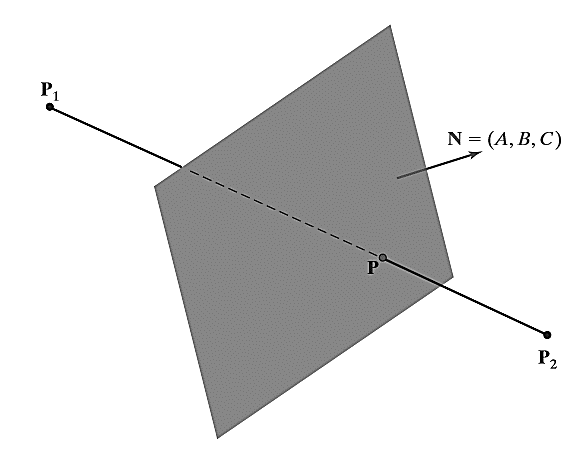 P₁
N = (A, B, C)
P
P₂